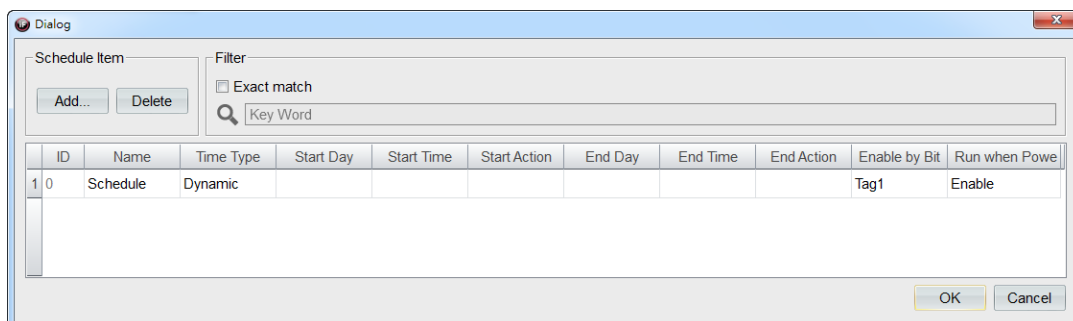 Dialog
Schedule Item
Filter
Add...
Delete
Exact match
Key Word
ID Name Time Type Start Day Start Time Start Action End Day End Time End Action Enable by Bit Run when Powe
1 0 Schedule Dynamic Tag1 Enable
OK Cancel